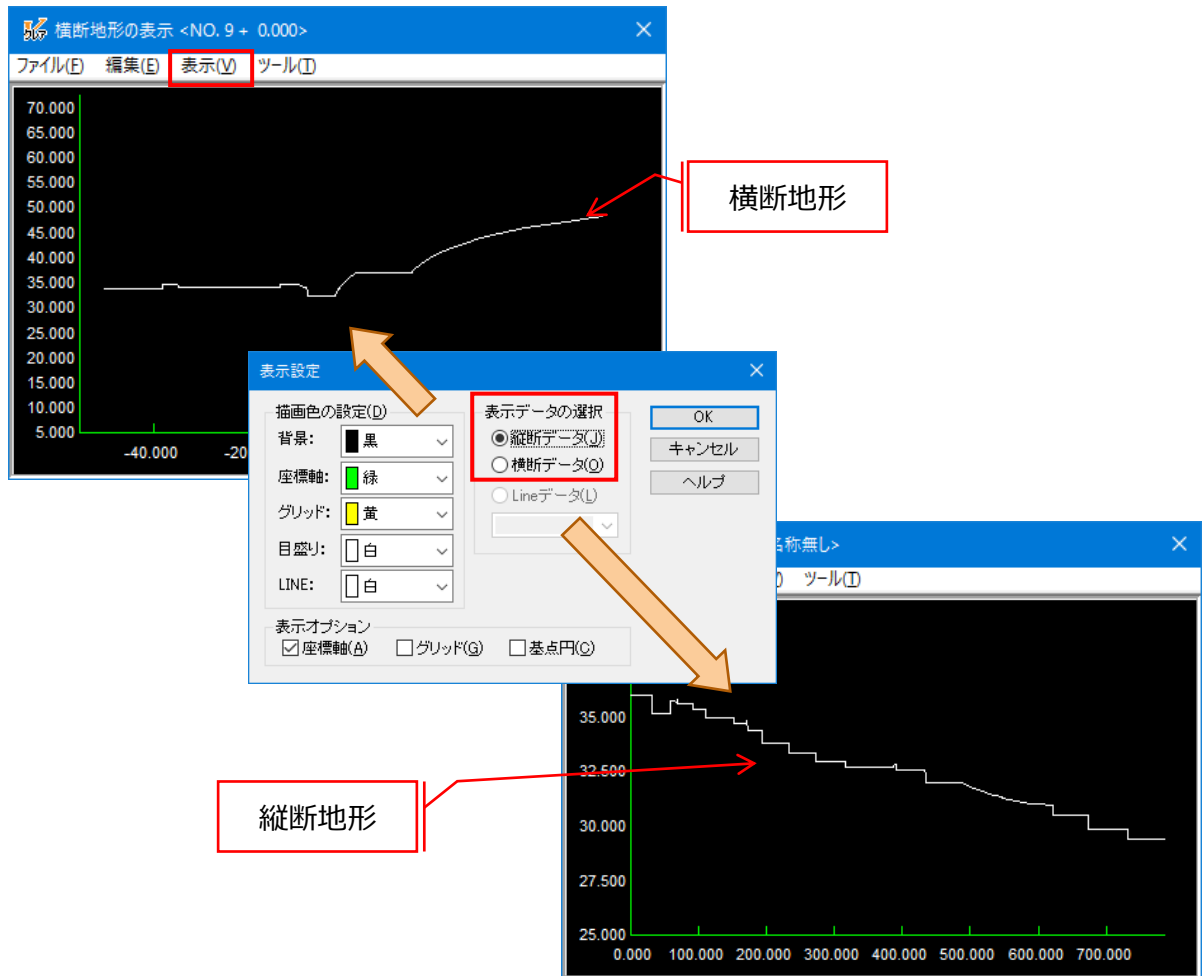 クレア 横断地形の表示 <NO. 9 + 0.000>
ファイル(F) 編集(E) 表示(V) ツール(T)
70.000
65.000
60.000
55.000
50.000
45.000
40.000
35.000
30.000
25.000
20.000
15.000
10.000
5.000
-40.000 -20
横断地形
表示設定
描画色の設定(D)
背景: 黒
座標軸: 緑
グリッド: 黄
目盛り: 白
LINE: 白
表示データの選択
縦断データ(J)
横断データ(O)
Lineデータ(L)
OK
キャンセル
ヘルプ
表示オプション
座標軸(A) グリッド(G) 基点円(C)
名称無し>
) ツール(T)
35.000
32.500
30.000
27.500
25.000
0.000 100.000 200.000 300.000 400.000 500.000 600.000 700.000
縦断地形